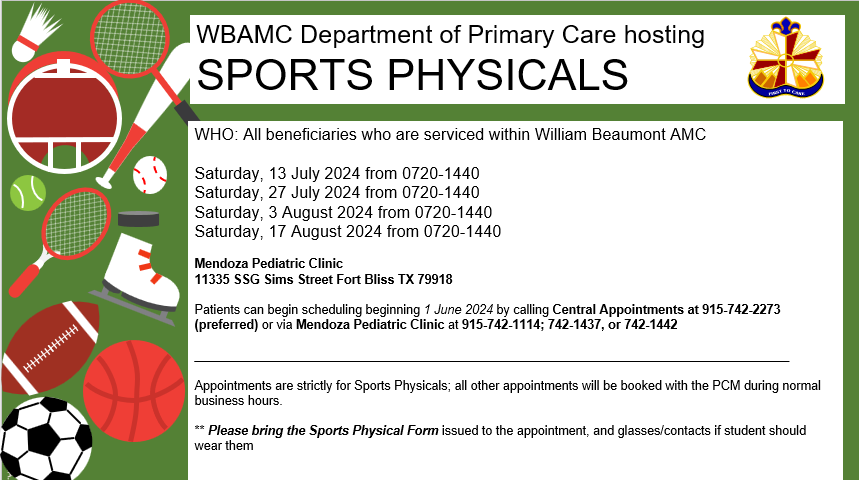 WBAMC Department of Primary Care hosting
SPORTS PHYSICALS
FIRST TO CARE
WHO: All beneficiaries who are serviced within William Beaumont AMC
Saturday, 13 July 2024 from 0720-1440
Saturday, 27 July 2024 from 0720-1440
Saturday, 3 August 2024 from 0720-1440
Saturday, 17 August 2024 from 0720-1440
Mendoza Pediatric Clinic
11335 SSG Sims Street Fort Bliss TX 79918
Patients can begin scheduling beginning 1 June 2024 by calling Central Appointments at 915-742-2273
(preferred) or via Mendoza Pediatric Clinic at 915-742-1114; 742-1437, or 742-1442
Appointments are strictly for Sports Physicals; all other appointments will be booked with the PCM during normal
business hours.
** Please bring the Sports Physical Form issued to the appointment, and glasses/contacts if student should
wear them